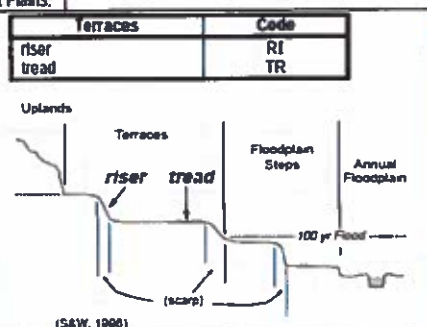 Plains.
Terraces Code
riser RI
tread TR
Uplands
Terraces
Floodplain
Steps
Annual
Floodplain
riser tread
100 yr Flood
(scarp)
(S&W, 1996)